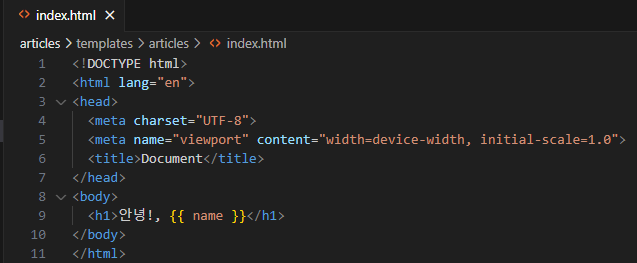 <> index.html ×
articles > templates > articles > <> index.html
1 <!DOCTYPE html>
2 <html lang="en">
3 <head>
4 <meta charset="UTF-8">
5 <meta name="viewport" content="width=device-width, initial-scale=1.0">
6 <title>Document</title>
7 </head>
8 <body>
9 <h1>안녕!, {{ name }}</h1>
10 </body>
11 </html>